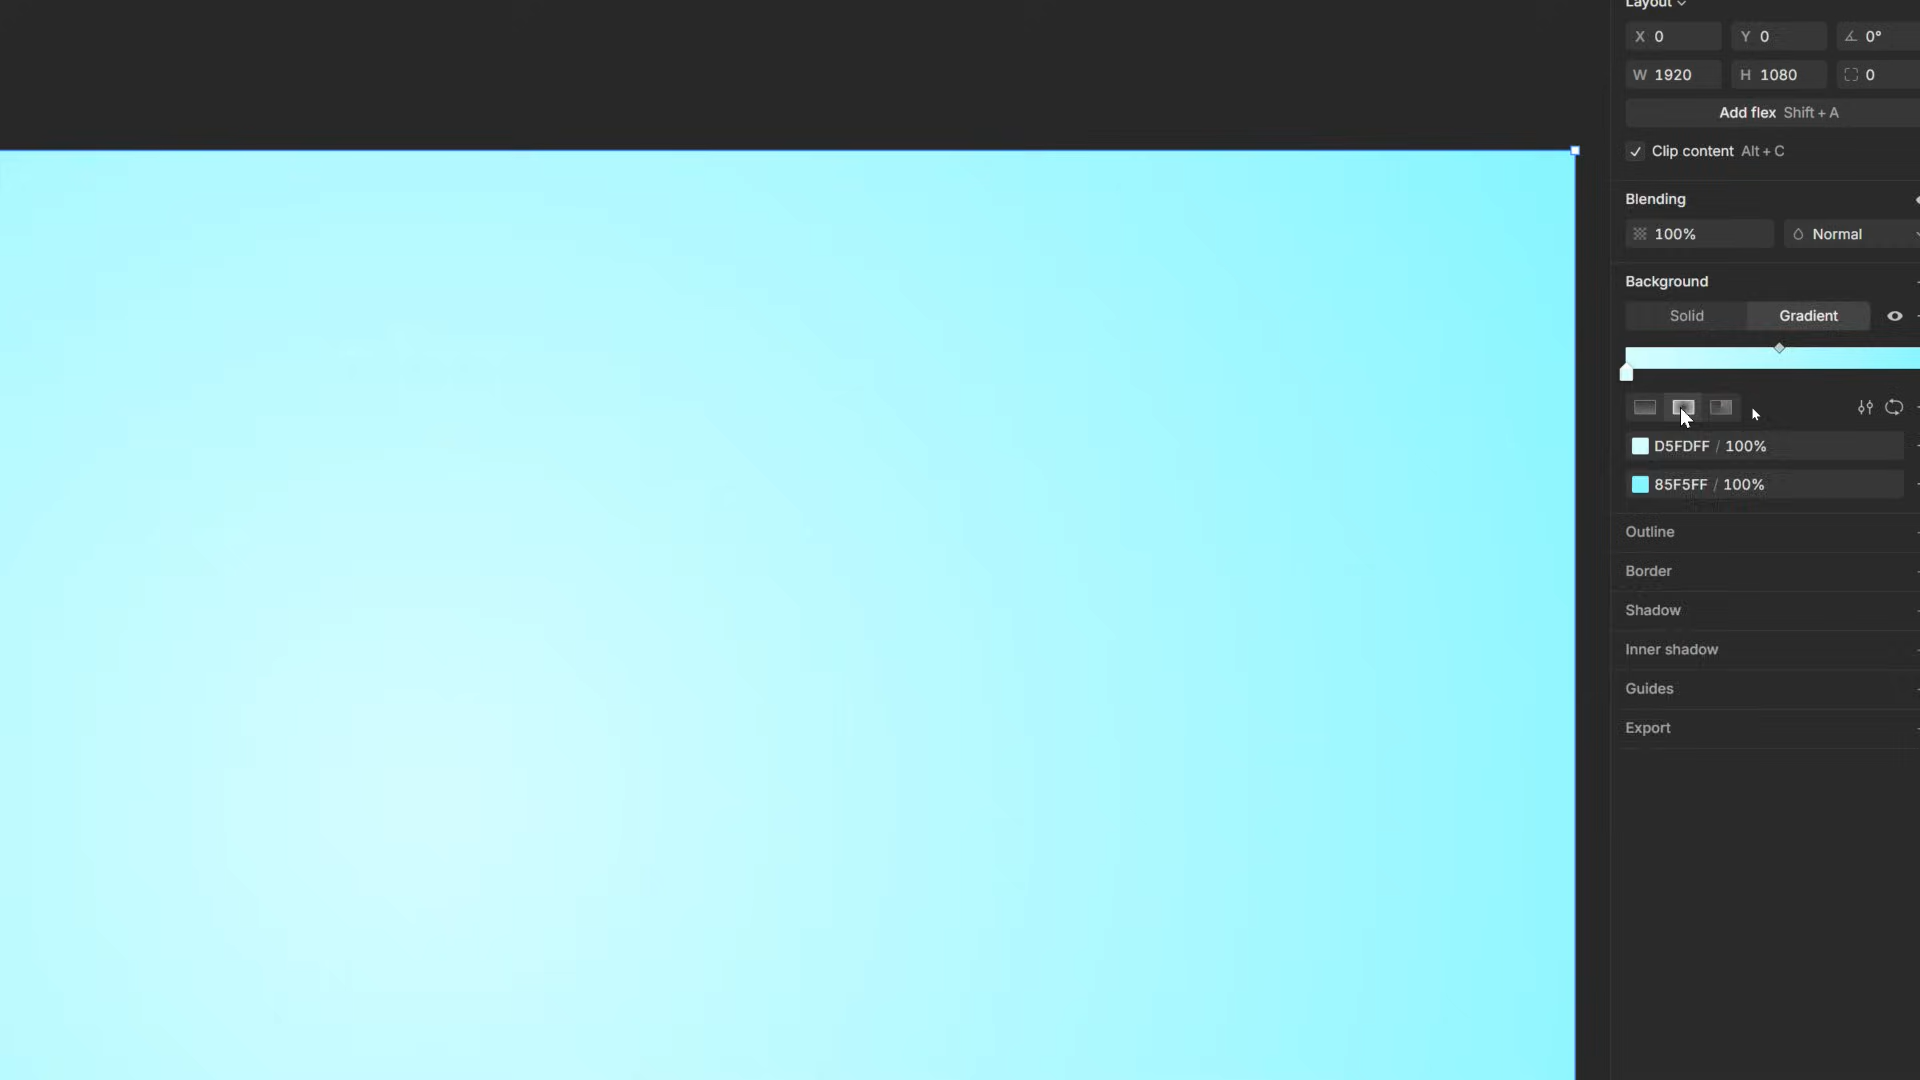 Layout
X 0 Y 0 0°
W 1920 H 1080 0
Add flex Shift + A
Clip content Alt + C
Blending
100% Normal
Background
Solid Gradient
D5FDFF / 100%
85F5FF / 100%
Outline
Border
Shadow
Inner shadow
Guides
Export